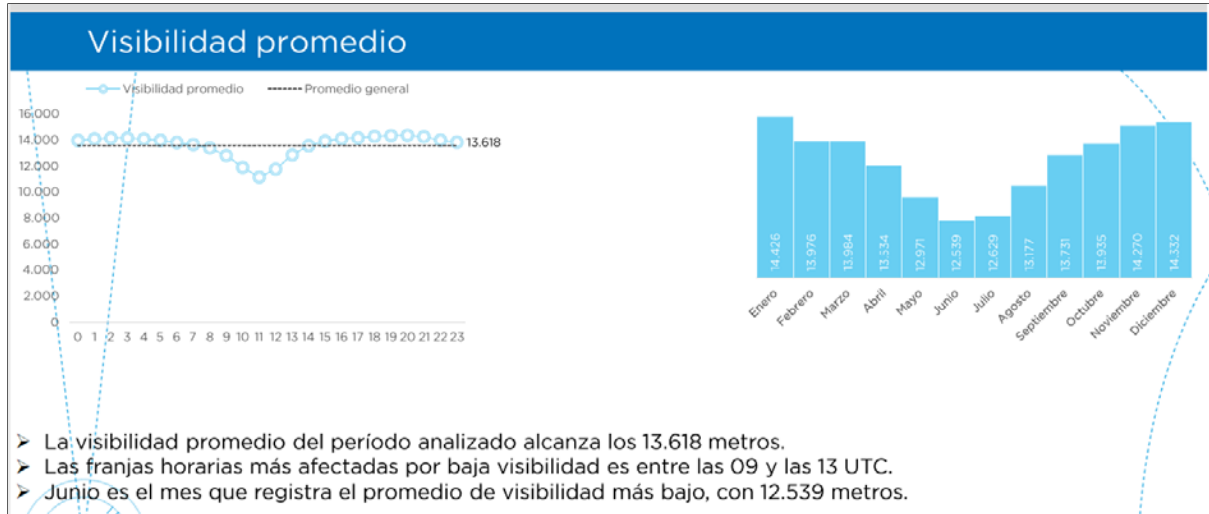 Visibilidad promedio
Visibilidad promedio
Promedio general
16.000
14.000
12.000
10.000
8.000
6.000
4.000
2.000
0
13.618
0 1 2 3 4 5 6 7 8 9 10 11 12 13 14 15 16 17 18 19 20 21 22 23
14.426
13.976
13.984
13.534
12.971
12.539
12.629
13.177
13.731
13.935
14.270
14.332
Enero
Febrero
Marzo
Abril
Mayo
Junio
Julio
Agosto
Septiembre
Octubre
Noviembre
Diciembre
➢ La visibilidad promedio del período analizado alcanza los 13.618 metros.
➢ Las franjas horarias más afectadas por baja visibilidad es entre las 09 y las 13 UTC.
➢ Junio es el mes que registra el promedio de visibilidad más bajo, con 12.539 metros.